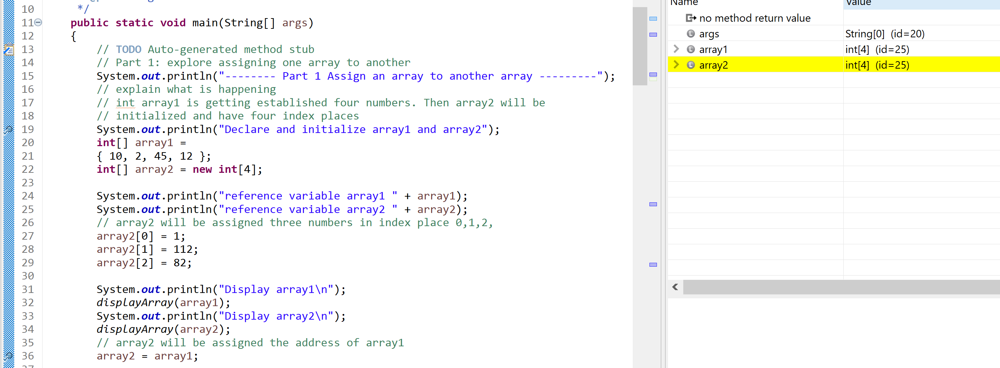 10 */
11 public static void main(String[] args)
12 {
13 // TODO Auto-generated method stub
14 // Part 1: explore assigning one array to another
15 System.out.println("-------- Part 1 Assign an array to another array ---------");
16 // explain what is happening
17 // int array1 is getting established four numbers. Then array2 will be
18 // initialized and have four index places
19 System.out.println("Declare and initialize array1 and array2");
20 int[] array1 =
21 { 10, 2, 45, 12 };
22 int[] array2 = new int[4];
23
24 System.out.println("reference variable array1 " + array1);
25 System.out.println("reference variable array2 " + array2);
26 // array2 will be assigned three numbers in index place 0,1,2,
27 array2[0] = 1;
28 array2[1] = 112;
29 array2[2] = 82;
30
31 System.out.println("Display array1\n");
32 displayArray(array1);
33 System.out.println("Display array2\n");
34 displayArray(array2);
35 // array2 will be assigned the address of array1
36 array2 = array1;
Name Value
no method return value
args String[0] (id=20)
array1 int[4] (id=25)
array2 int[4] (id=25)